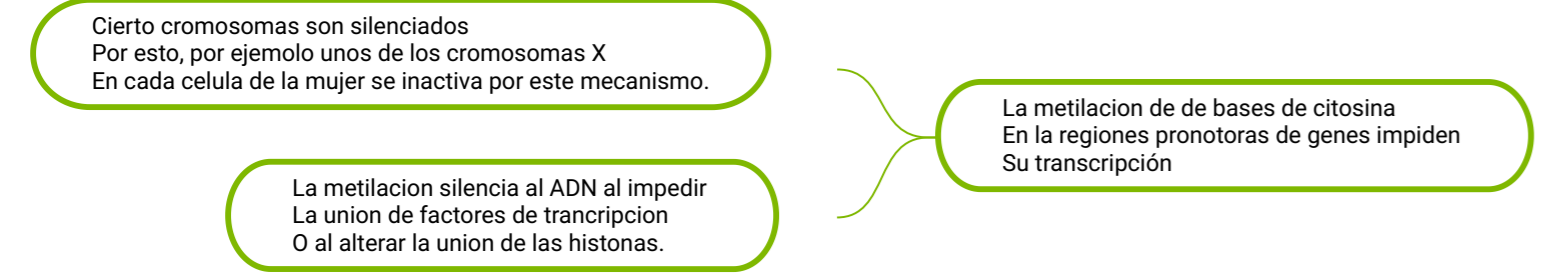 Cierto cromosomas son silenciados
Por esto, por ejemolo unos de los cromosomas X
En cada celula de la mujer se inactiva por este mecanismo.
La metilacion de de bases de citosina
En la regiones pronotoras de genes impiden
Su transcripción
La metilacion silencia al ADN al impedir
La union de factores de trancripcion
O al alterar la union de las histonas.